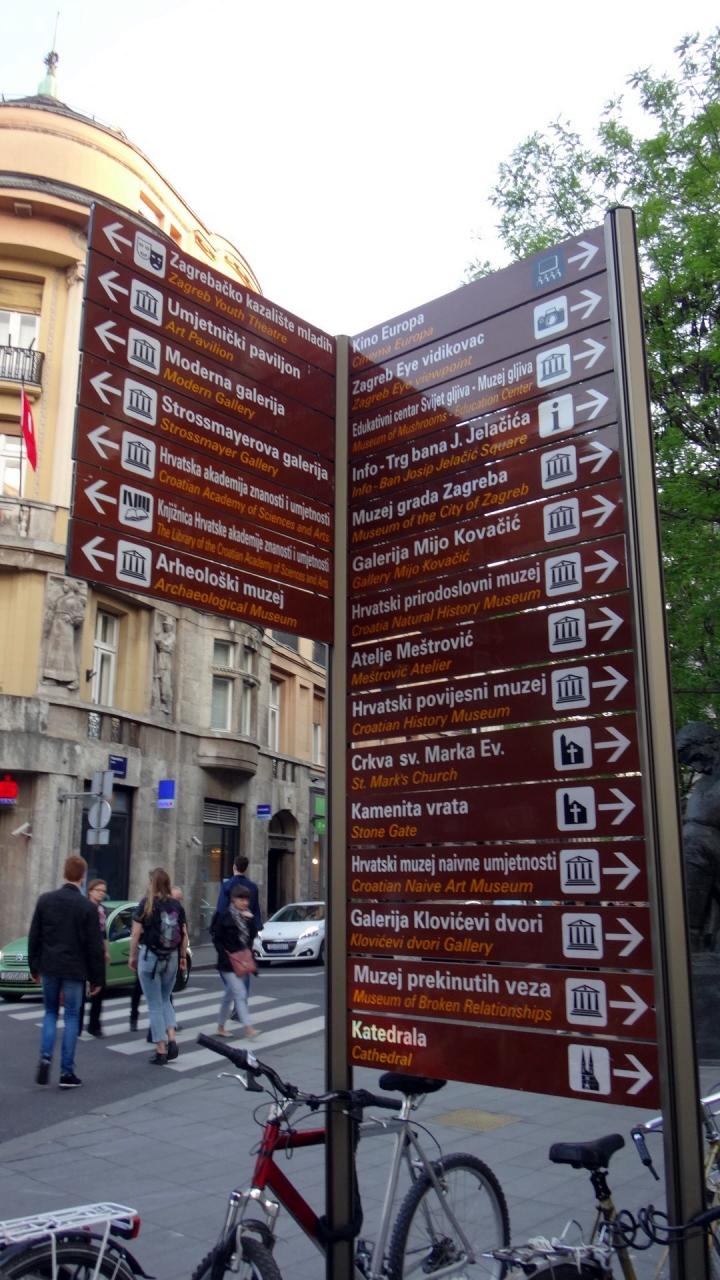 Zagrebačko kazalište mladih
Zagreb Youth Theatre
Umjetnički paviljon
Art Pavilion
Moderna galerija
Modern Gallery
Strossmayerova galerija
Strossmayer Gallery
Hrvatska akademija znanosti i umjetnosti
Croatian Academy of Sciences and Arts
Knjižnica Hrvatske akademije znanosti i umjetnosti
The Library of the Croatian Academy of Sciences and Arts
Arheološki muzej
Archaeological Museum
Kino Europa
Cinema Europa
Zagreb Eye vidikovac
Zagreb Eye viewpoint
Edukativni centar Svijet gljiva - Muzej gljiva
Museum of Mushrooms - Education Center
i
Info-Trg bana J. Jelačića
Info-Ban Josip Jelačić Square
Muzej grada Zagreba
Museum of the City of Zagreb
Galerija Mijo Kovačić
Gallery Mijo Kovačić
Hrvatski prirodoslovni muzej
Croatia Natural History Museum
Atelje Meštrović
Meštrović Atelier
Hrvatski povijesni muzej
Croatian History Museum
Crkva sv. Marka Ev.
St. Mark's Church
Kamenita vrata
Stone Gate
Hrvatski muzej naivne umjetnosti
Croatian Naive Art Museum
Galerija Klovićevi dvori
Klovićevi dvori Gallery
Muzej prekinutih veza
Museum of Broken Relationships
Katedrala
Cathedral